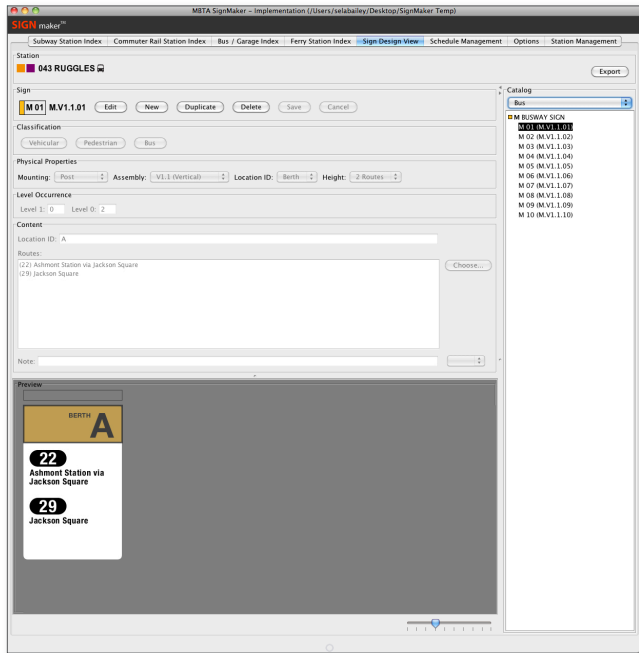 MBTA SignMaker - Implementation (/Users/selabailey/Desktop/SignMaker Temp)
SIGN maker™
Subway Station Index Commuter Rail Station Index Bus / Garage Index Ferry Station Index Sign Design View Schedule Management Options Station Management
Station
043 RUGGLES
Export
Sign
M 01 M.V1.1.01 Edit New Duplicate Delete Save Cancel
Classification
Vehicular Pedestrian Bus
Physical Properties
Mounting: Post Assembly: V1.1 (Vertical) Location ID: Berth Height: 2 Routes
Level Occurrence
Level 1: 0 Level 0: 2
Content
Location ID: A
Routes:
(22) Ashmont Station via Jackson Square
(29) Jackson Square
Choose...
Note:
Preview
BERTH A
22
Ashmont Station via
Jackson Square
29
Jackson Square
Catalog
Bus
M BUSWAY SIGN
M 01 (M.V1.1.01)
M 02 (M.V1.1.02)
M 03 (M.V1.1.03)
M 04 (M.V1.1.04)
M 05 (M.V1.1.05)
M 06 (M.V1.1.06)
M 07 (M.V1.1.07)
M 08 (M.V1.1.08)
M 09 (M.V1.1.09)
M 10 (M.V1.1.10)